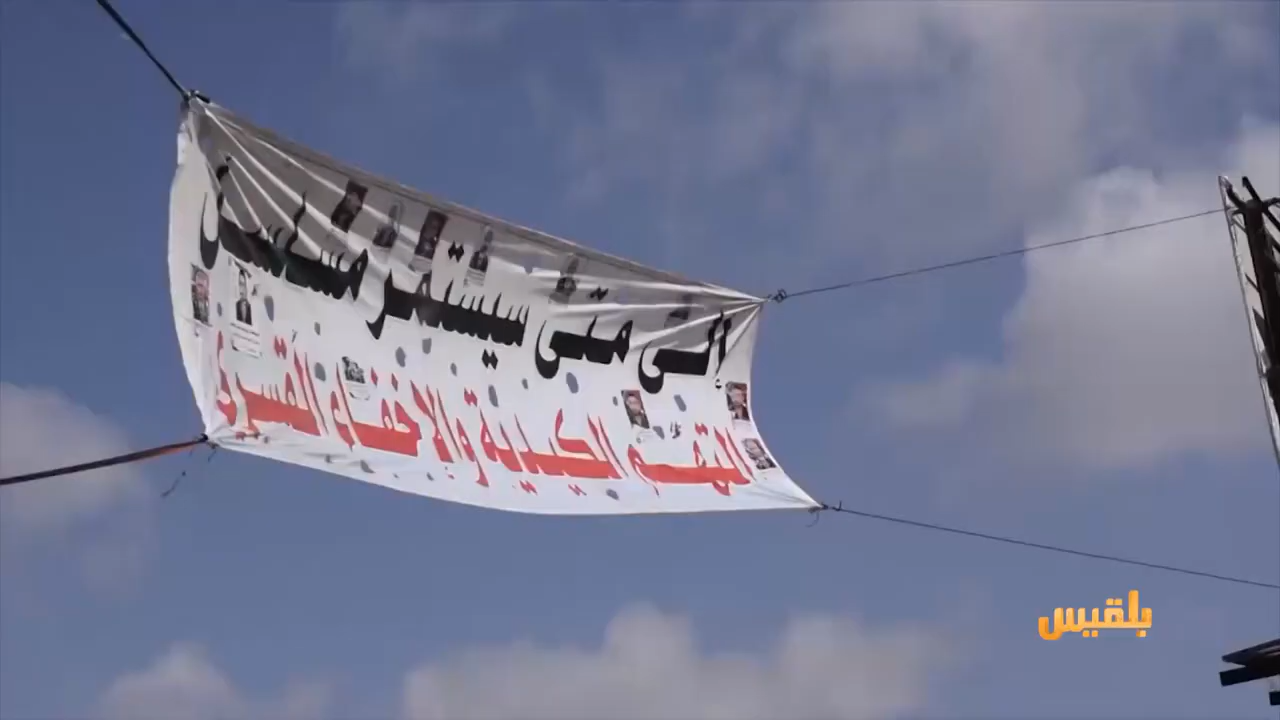 إلى متى سيستمر مسلسل
التهم الكيدية والإخفاء القسري
بلقيس